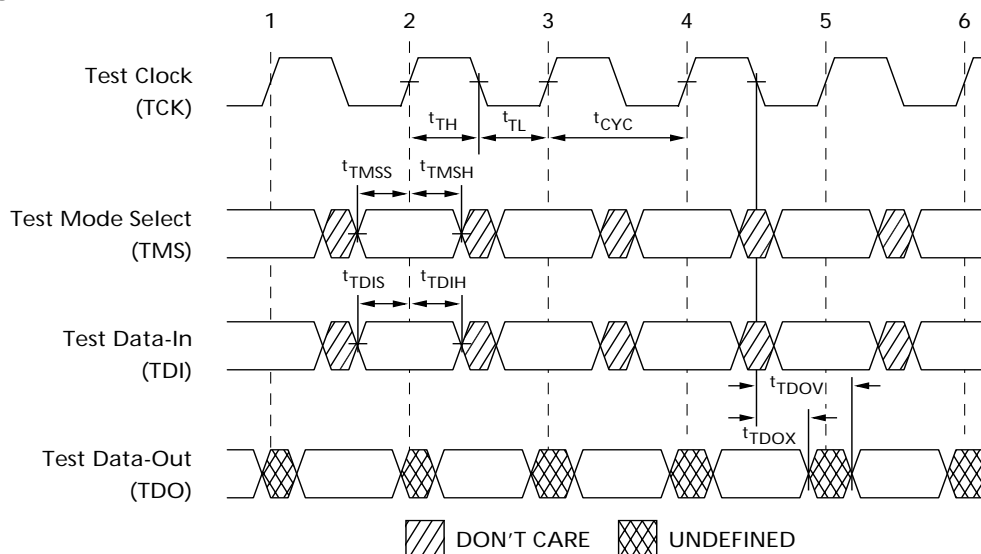 1 2 3 4 5 6
Test Clock
(TCK)
tTH tTL tCYC
tTMSS tTMSH
Test Mode Select
(TMS)
tTDIS tTDIH
Test Data-In
(TDI)
tTDOV
tTDOX
Test Data-Out
(TDO)
DON'T CARE UNDEFINED